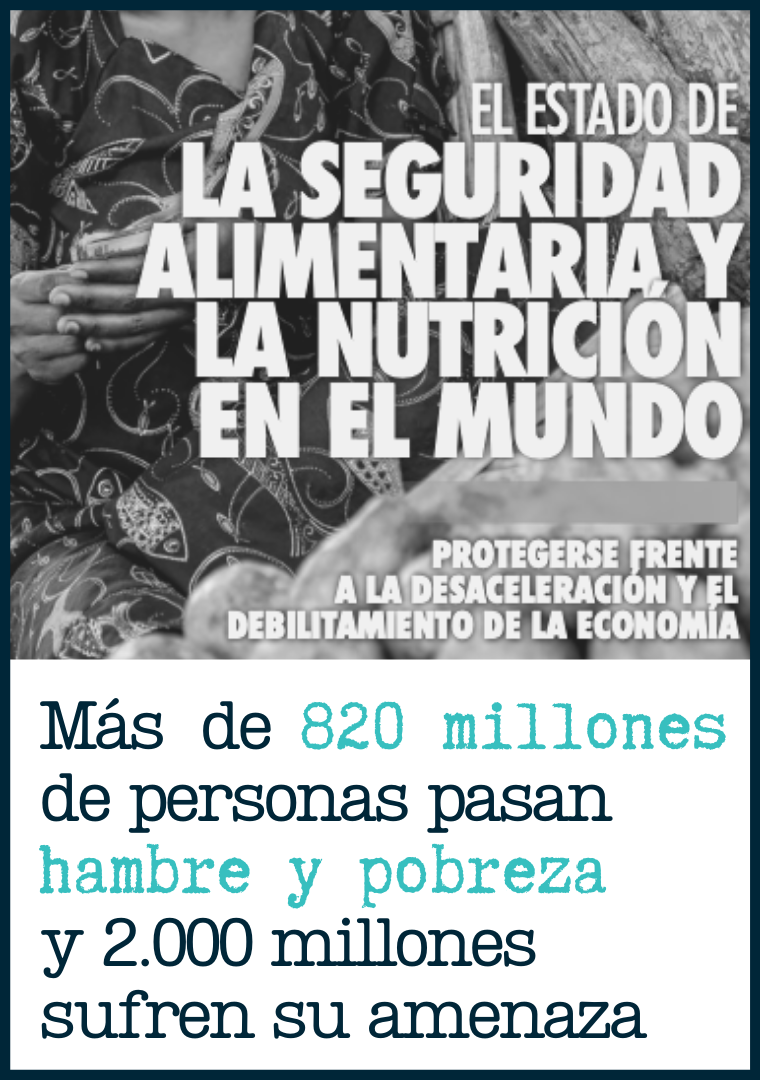 EL ESTADO DE
LA SEGURIDAD
ALIMENTARIA Y
LA NUTRICIÓN
EN EL MUNDO
PROTEGERSE FRENTE
A LA DESACELERACIÓN Y EL
DEBILITAMIENTO DE LA ECONOMÍA
Más de 820 millones
de personas pasan
hambre y pobreza
y 2.000 millones
sufren su amenaza